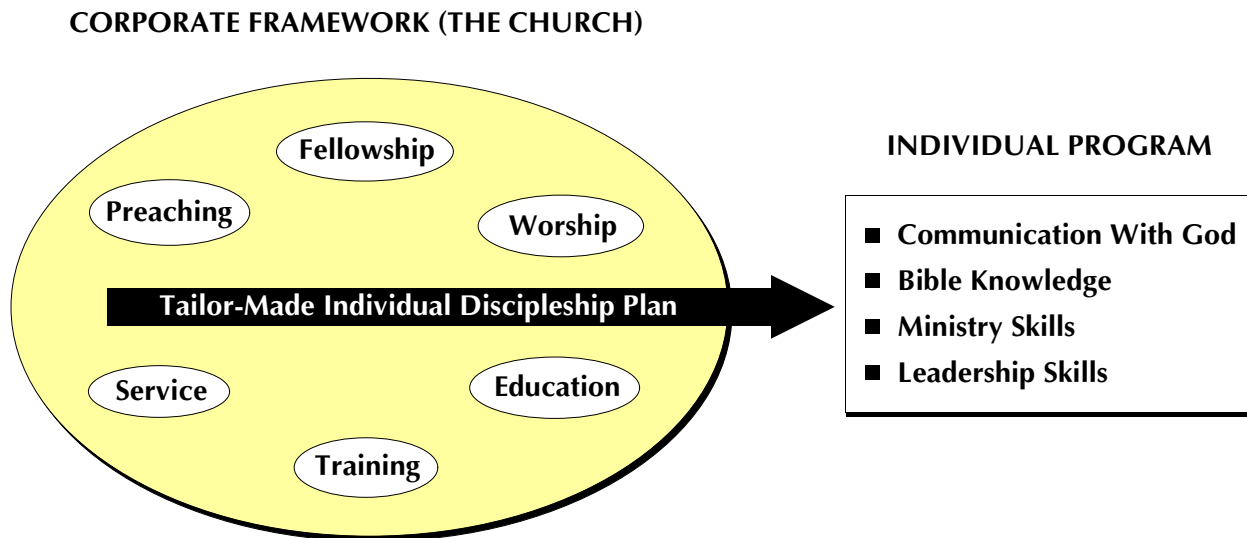 CORPORATE FRAMEWORK (THE CHURCH)
Fellowship
Preaching
Worship
Tailor-Made Individual Discipleship Plan
Service
Education
Training
INDIVIDUAL PROGRAM
■ Communication With God
■ Bible Knowledge
■ Ministry Skills
■ Leadership Skills